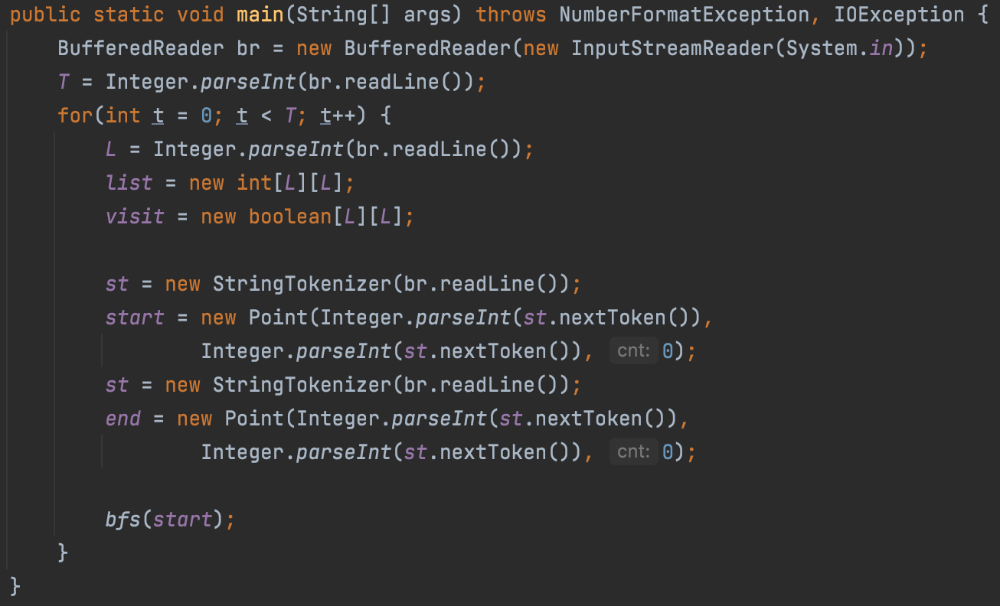 public static void main(String[] args) throws NumberFormatException, IOException {
BufferedReader br = new BufferedReader(new InputStreamReader(System.in));
T = Integer.parseInt(br.readLine());
for(int t = 0; t < T; t++) {
L = Integer.parseInt(br.readLine());
list = new int[L][L];
visit = new boolean[L][L];
st = new StringTokenizer(br.readLine());
start = new Point(Integer.parseInt(st.nextToken()),
Integer.parseInt(st.nextToken()), cnt: 0);
st = new StringTokenizer(br.readLine());
end = new Point(Integer.parseInt(st.nextToken()),
Integer.parseInt(st.nextToken()), cnt: 0);
bfs(start);
}
}